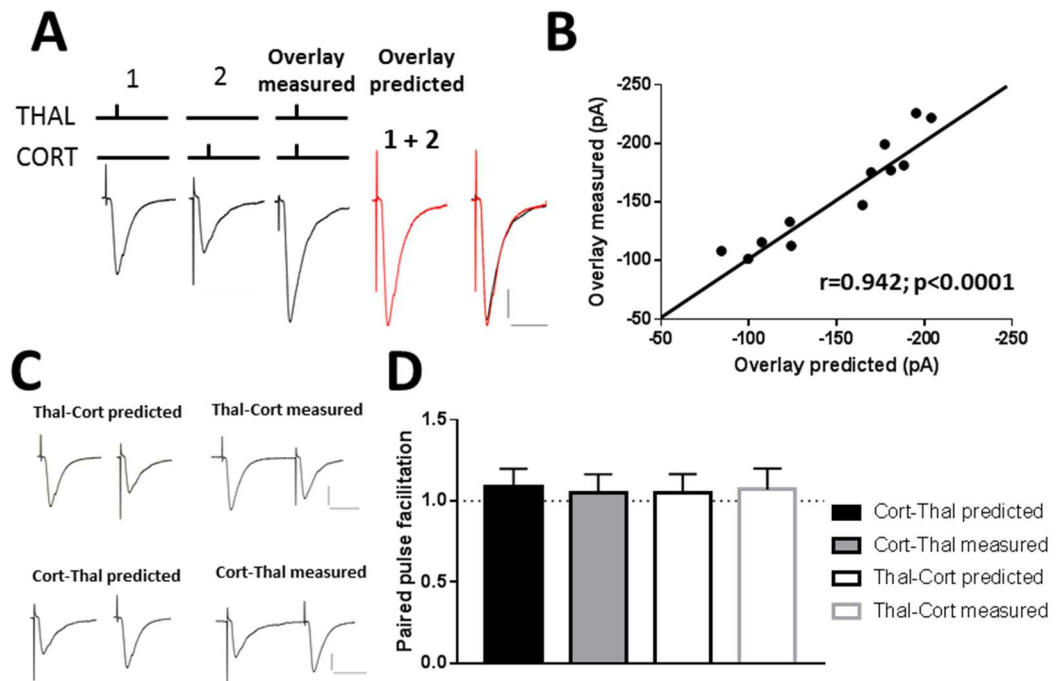 A
1
2
Overlay
measured
Overlay
predicted
THAL
CORT
1 + 2
B
Overlay measured (pA)
-250
-200
-150
-100
-50
r=0.942; p<0.0001
-50
-100
-150
-200
-250
Overlay predicted (pA)
C
Thal-Cort predicted
Thal-Cort measured
Cort-Thal predicted
Cort-Thal measured
D
Paired pulse facilitation
1.5
1.0
0.5
0.0
Cort-Thal predicted
Cort-Thal measured
Thal-Cort predicted
Thal-Cort measured